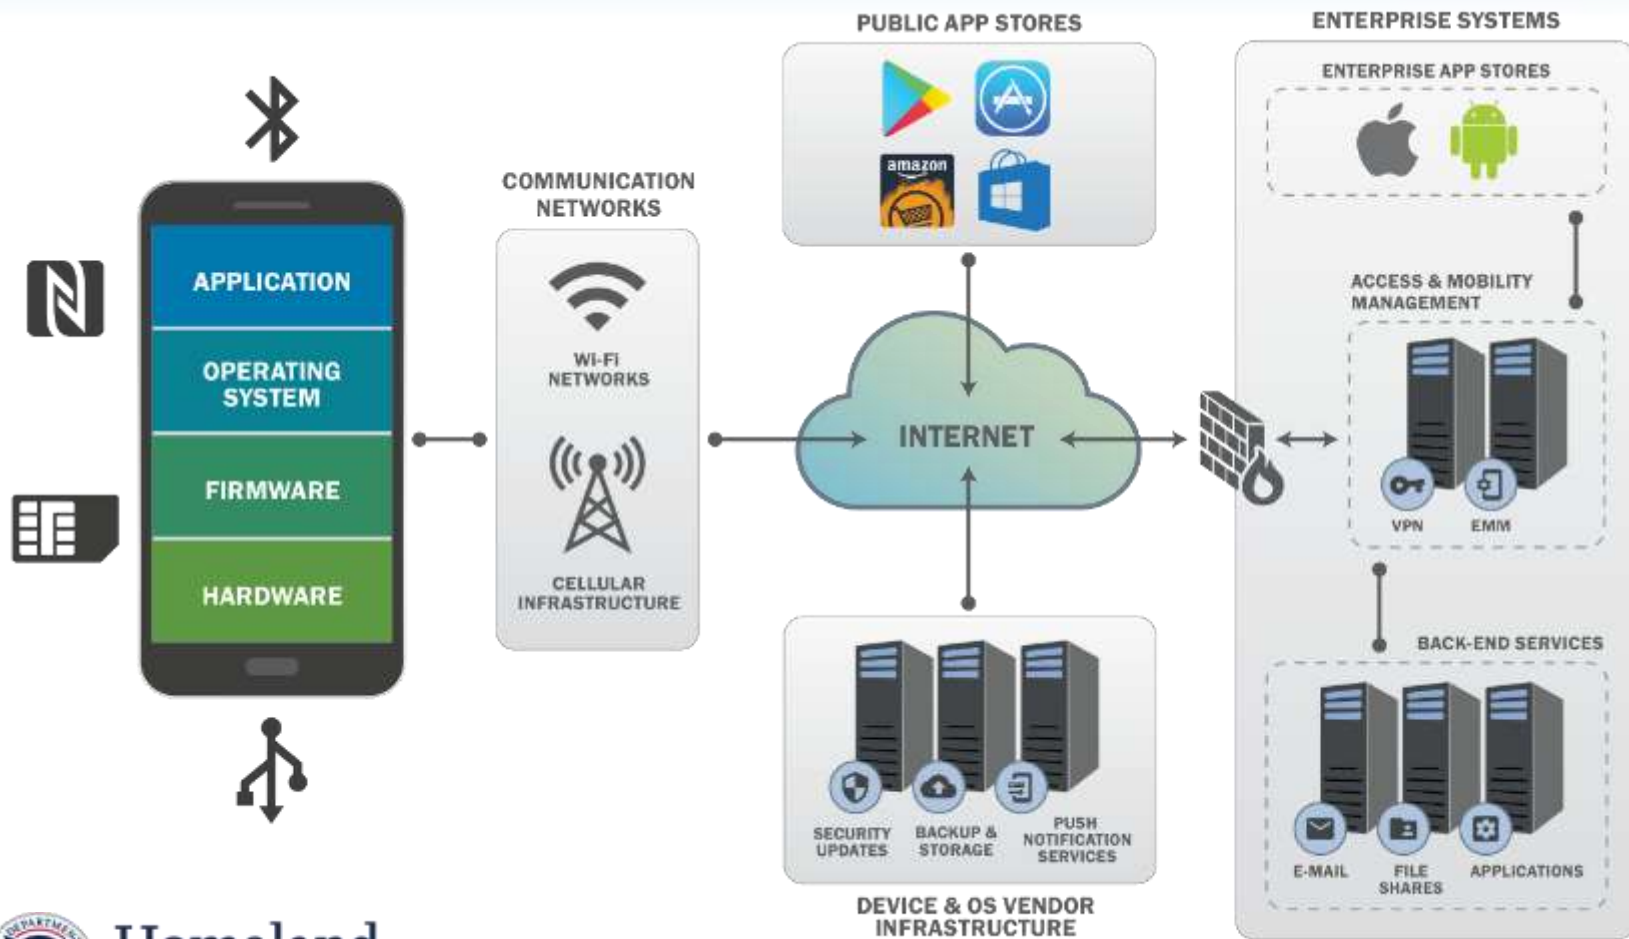 PUBLIC APP STORES
ENTERPRISE SYSTEMS
ENTERPRISE APP STORES
amazon
COMMUNICATION
NETWORKS
APPLICATION
OPERATING
SYSTEM
FIRMWARE
HARDWARE
WI-FI
NETWORKS
CELLULAR
INFRASTRUCTURE
INTERNET
ACCESS & MOBILITY
MANAGEMENT
VPN
EMM
SECURITY
UPDATES
BACKUP &
STORAGE
PUSH
NOTIFICATION
SERVICES
DEVICE & OS VENDOR
INFRASTRUCTURE
BACK-END SERVICES
E-MAIL
FILE
SHARES
APPLICATIONS
Homeland